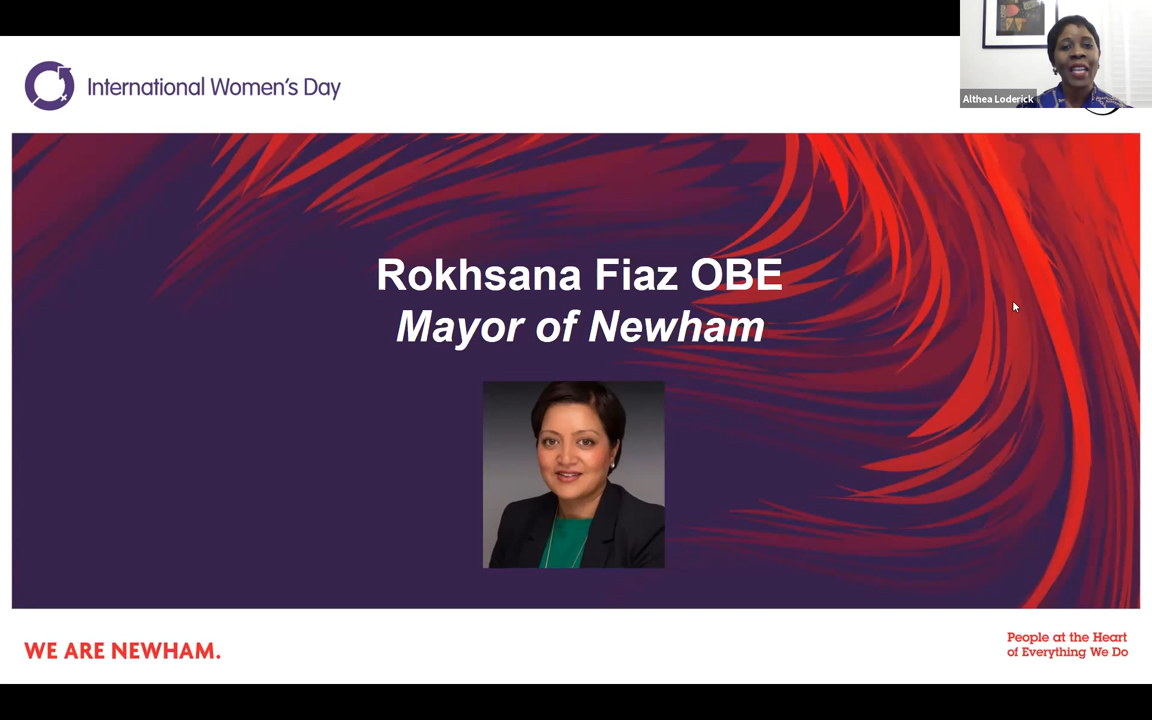 International Women's Day
Althea Loderick
Rokhsana Fiaz OBE
Mayor of Newham
WE ARE NEWHAM.
People at the Heart
of Everything We Do